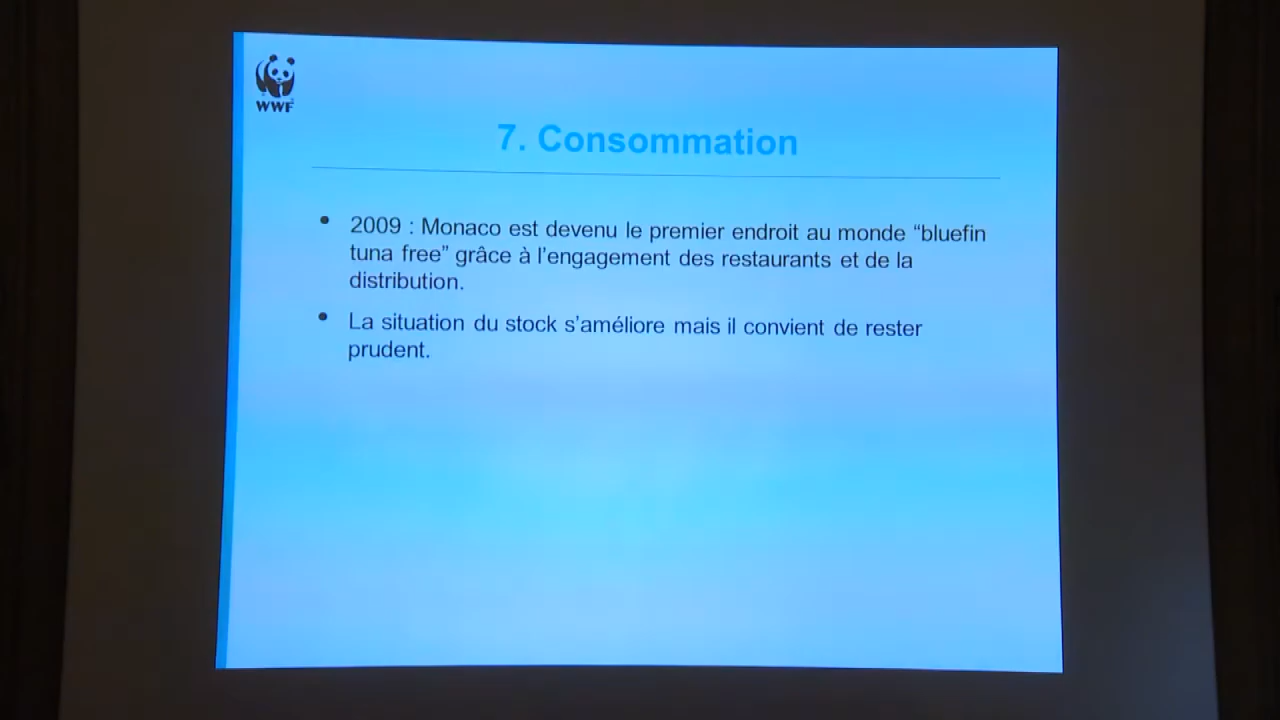 WWF
7. Consommation
• 2009 : Monaco est devenu le premier endroit au monde “bluefin
tuna free” grâce à l’engagement des restaurants et de la
distribution.
• La situation du stock s’améliore mais il convient de rester
prudent.